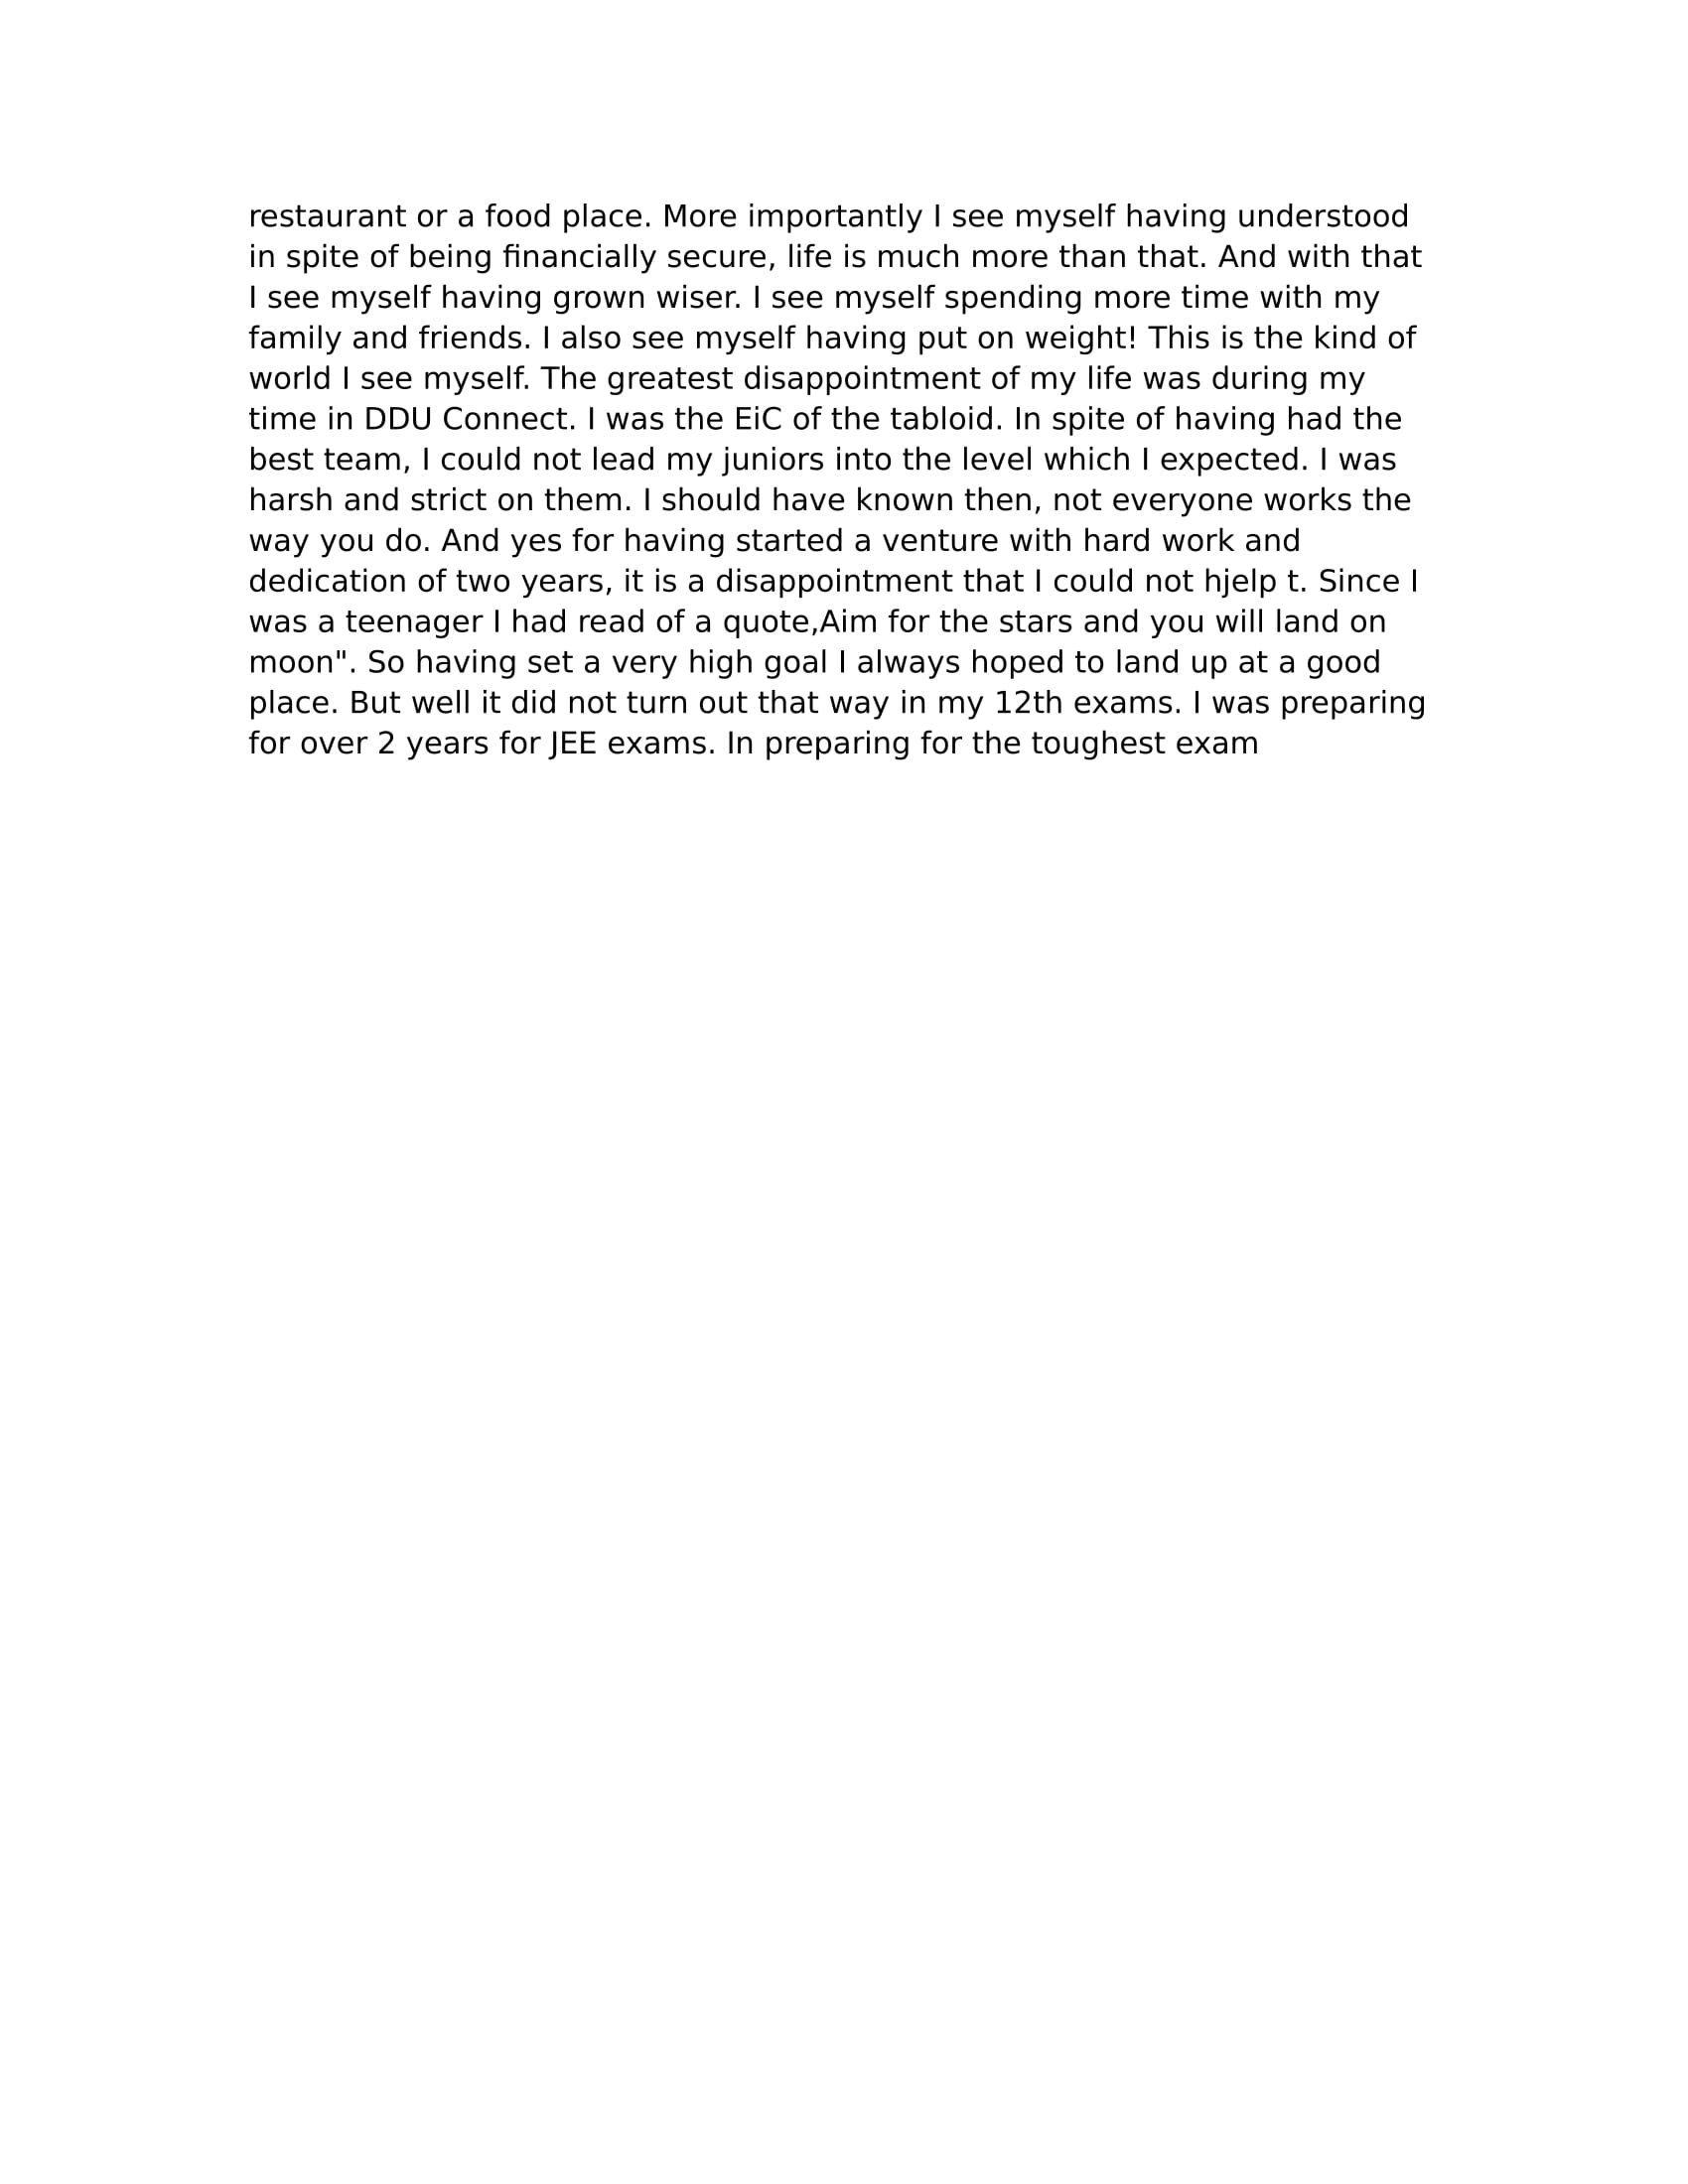 restaurant or a food place. More importantly I see myself having understood
in spite of being financially secure, life is much more than that. And with that
I see myself having grown wiser. I see myself spending more time with my
family and friends. I also see myself having put on weight! This is the kind of
world I see myself. The greatest disappointment of my life was during my
time in DDU Connect. I was the EiC of the tabloid. In spite of having had the
best team, I could not lead my juniors into the level which I expected. I was
harsh and strict on them. I should have known then, not everyone works the
way you do. And yes for having started a venture with hard work and
dedication of two years, it is a disappointment that I could not hjelp t. Since I
was a teenager I had read of a quote,Aim for the stars and you will land on
moon". So having set a very high goal I always hoped to land up at a good
place. But well it did not turn out that way in my 12th exams. I was preparing
for over 2 years for JEE exams. In preparing for the toughest exam